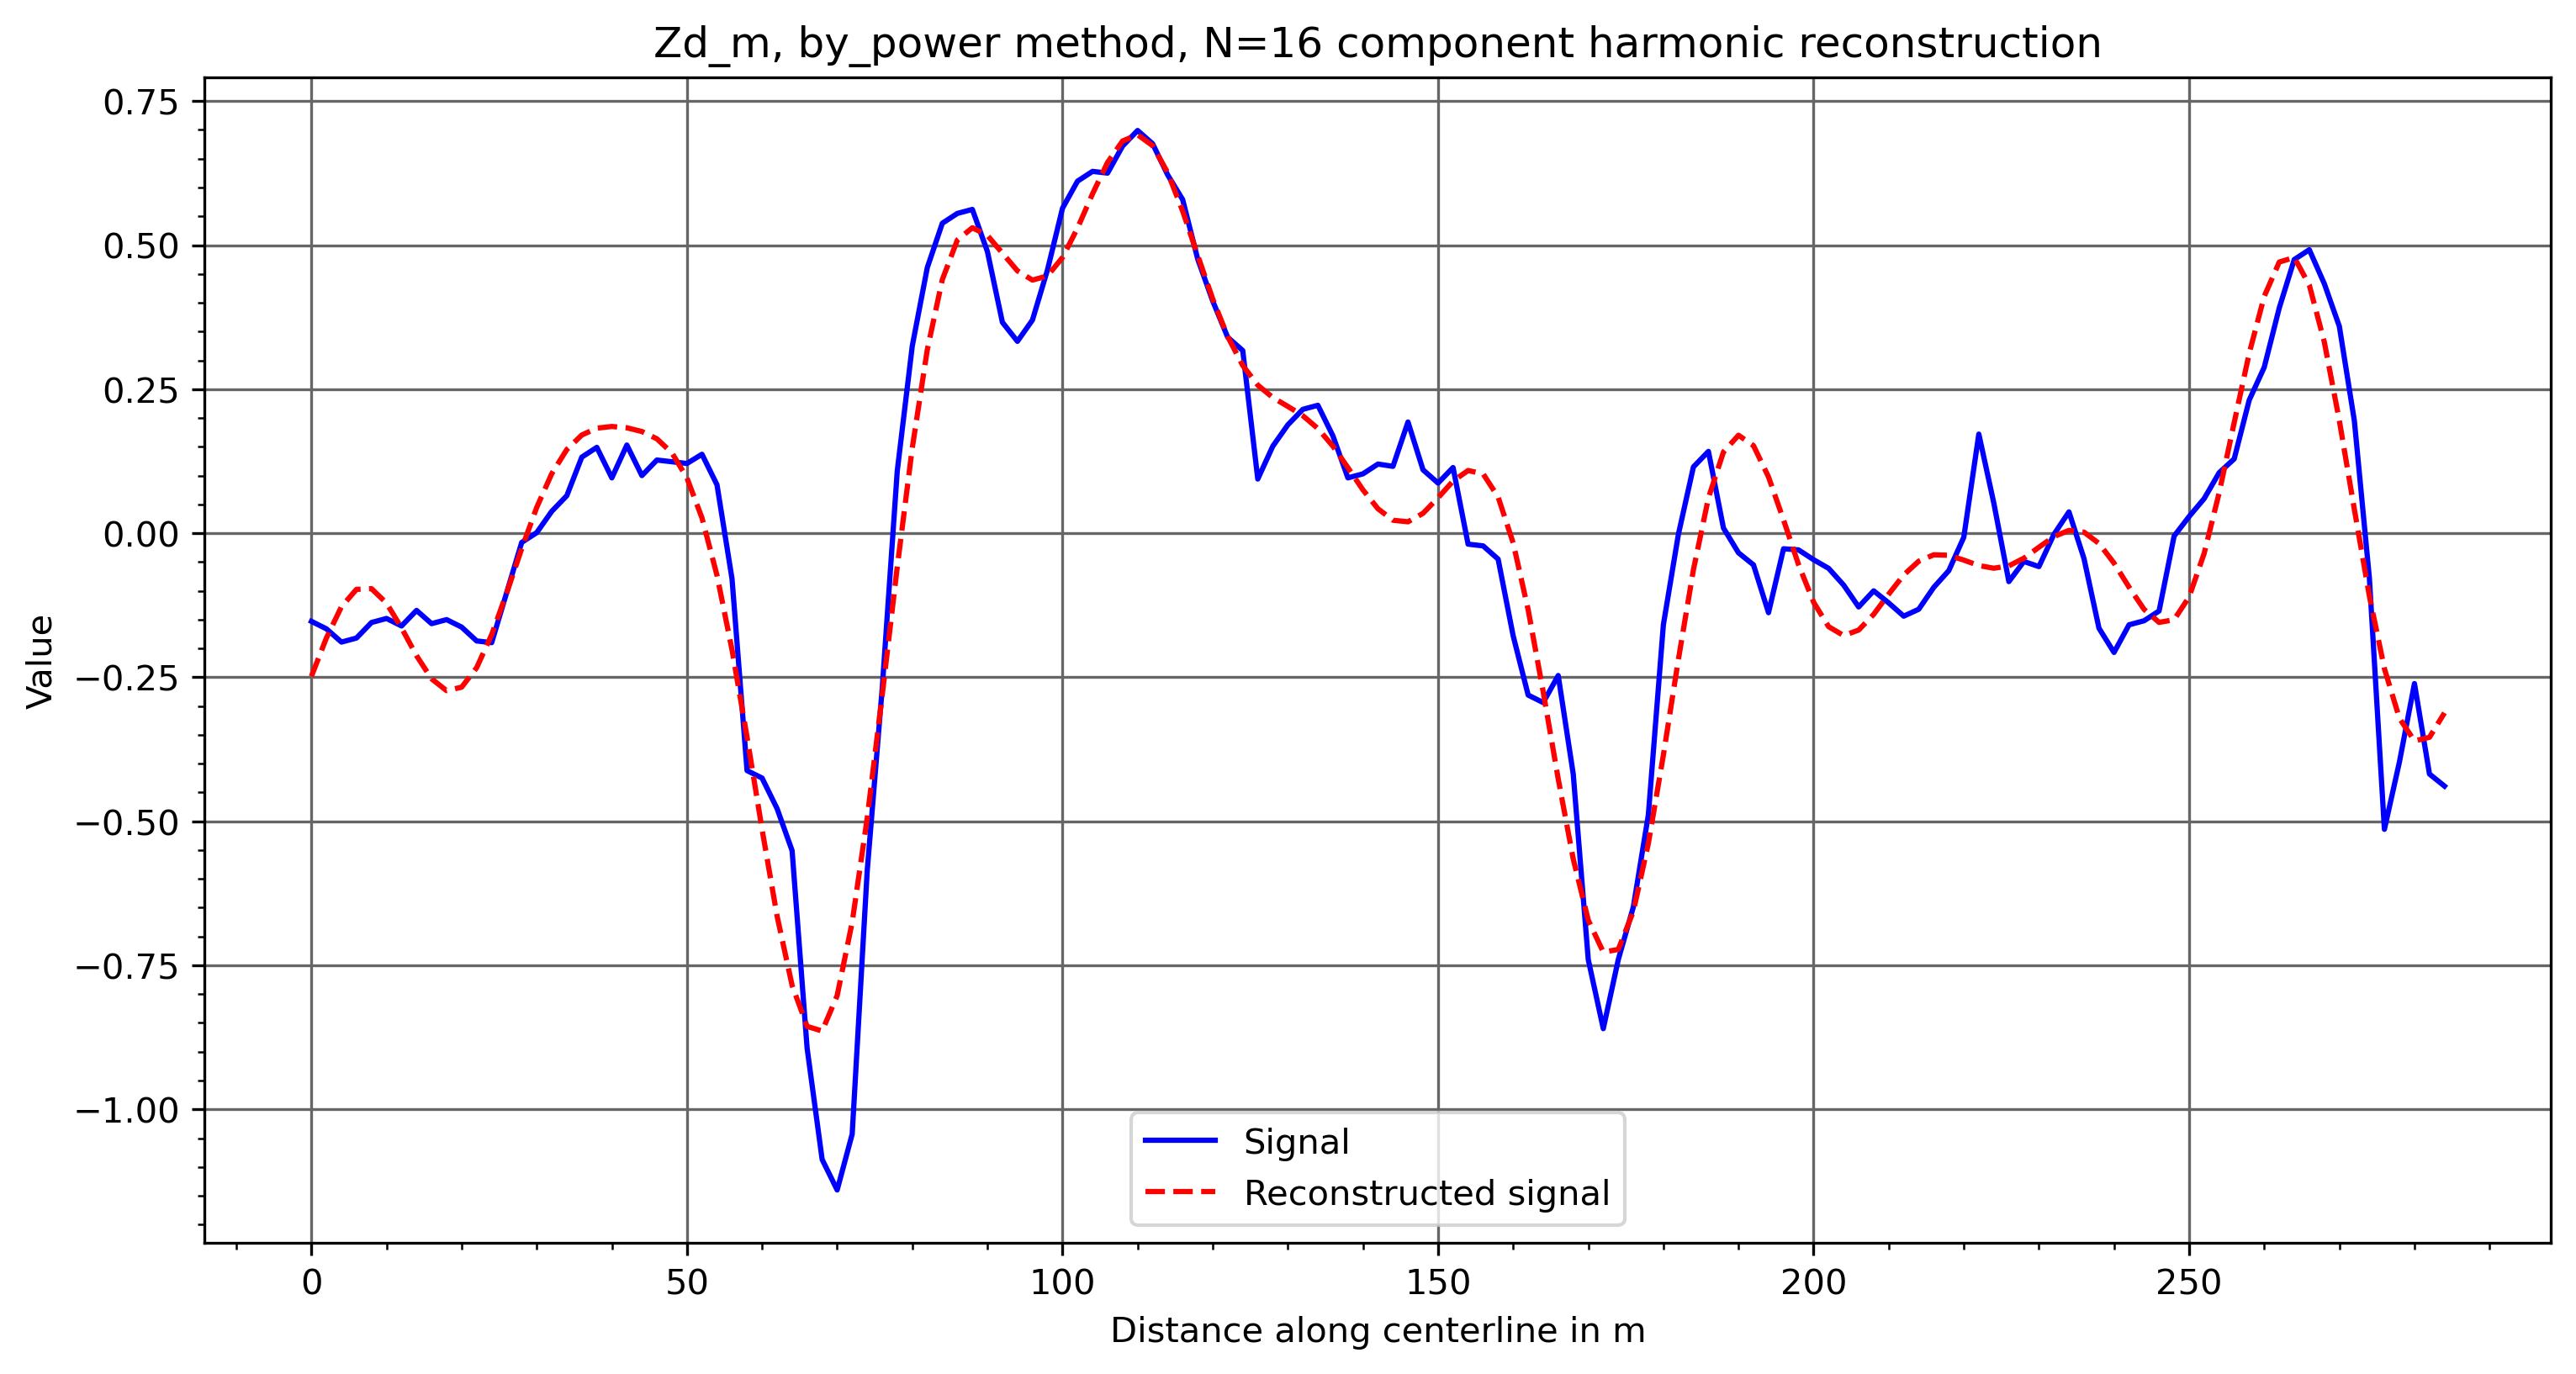 Zd_m, by_power method, N=16 component harmonic reconstruction
0.75
0.50
0.25
0.00
−0.25
−0.50
−0.75
−1.00
Value
Signal
Reconstructed signal
0 50 100 150 200 250
Distance along centerline in m